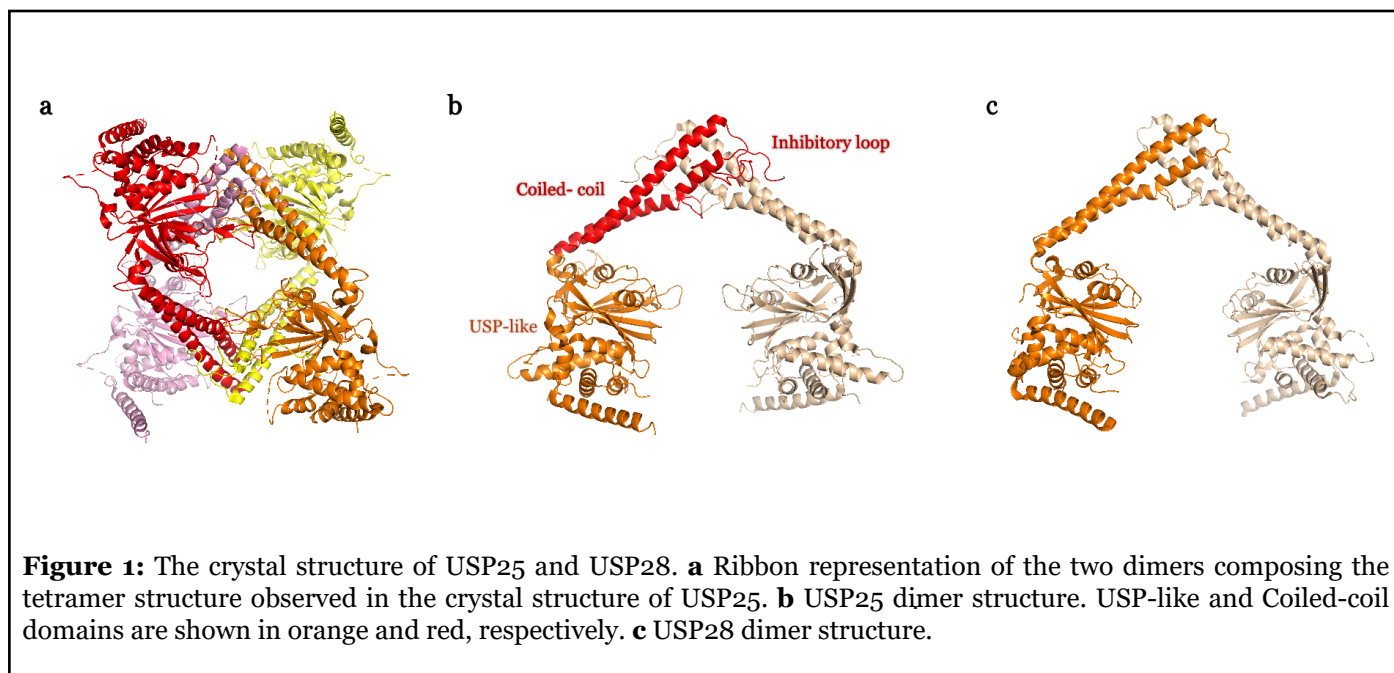 a
b
c
Inhibitory loop
Coiled- coil
USP-like
Figure 1: The crystal structure of USP25 and USP28. a Ribbon representation of the two dimers composing the
tetramer structure observed in the crystal structure of USP25. b USP25 dimer structure. USP-like and Coiled-coil
domains are shown in orange and red, respectively. c USP28 dimer structure.